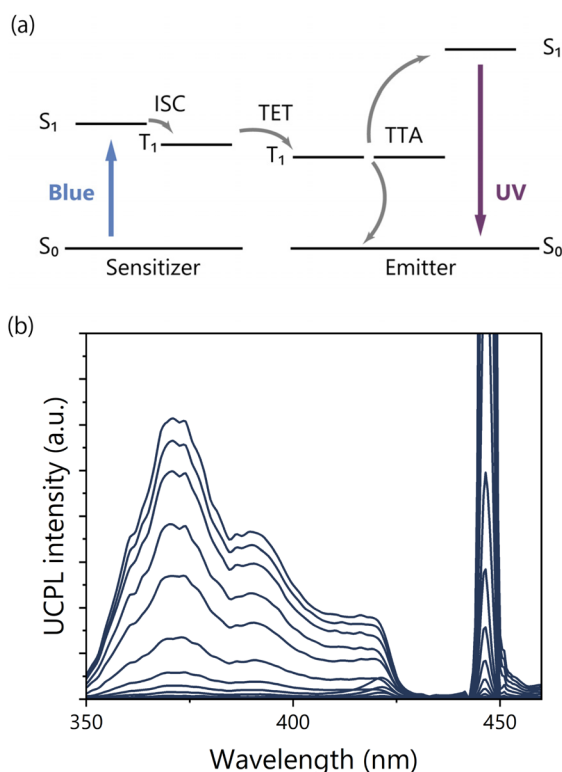 (a)
S₁
ISC
TET
S₁
T₁
T₁
TTA
Blue
UV
S₀
S₀
Sensitizer
Emitter
(b)
UCPL intensity (a.u.)
350
400
450
Wavelength (nm)